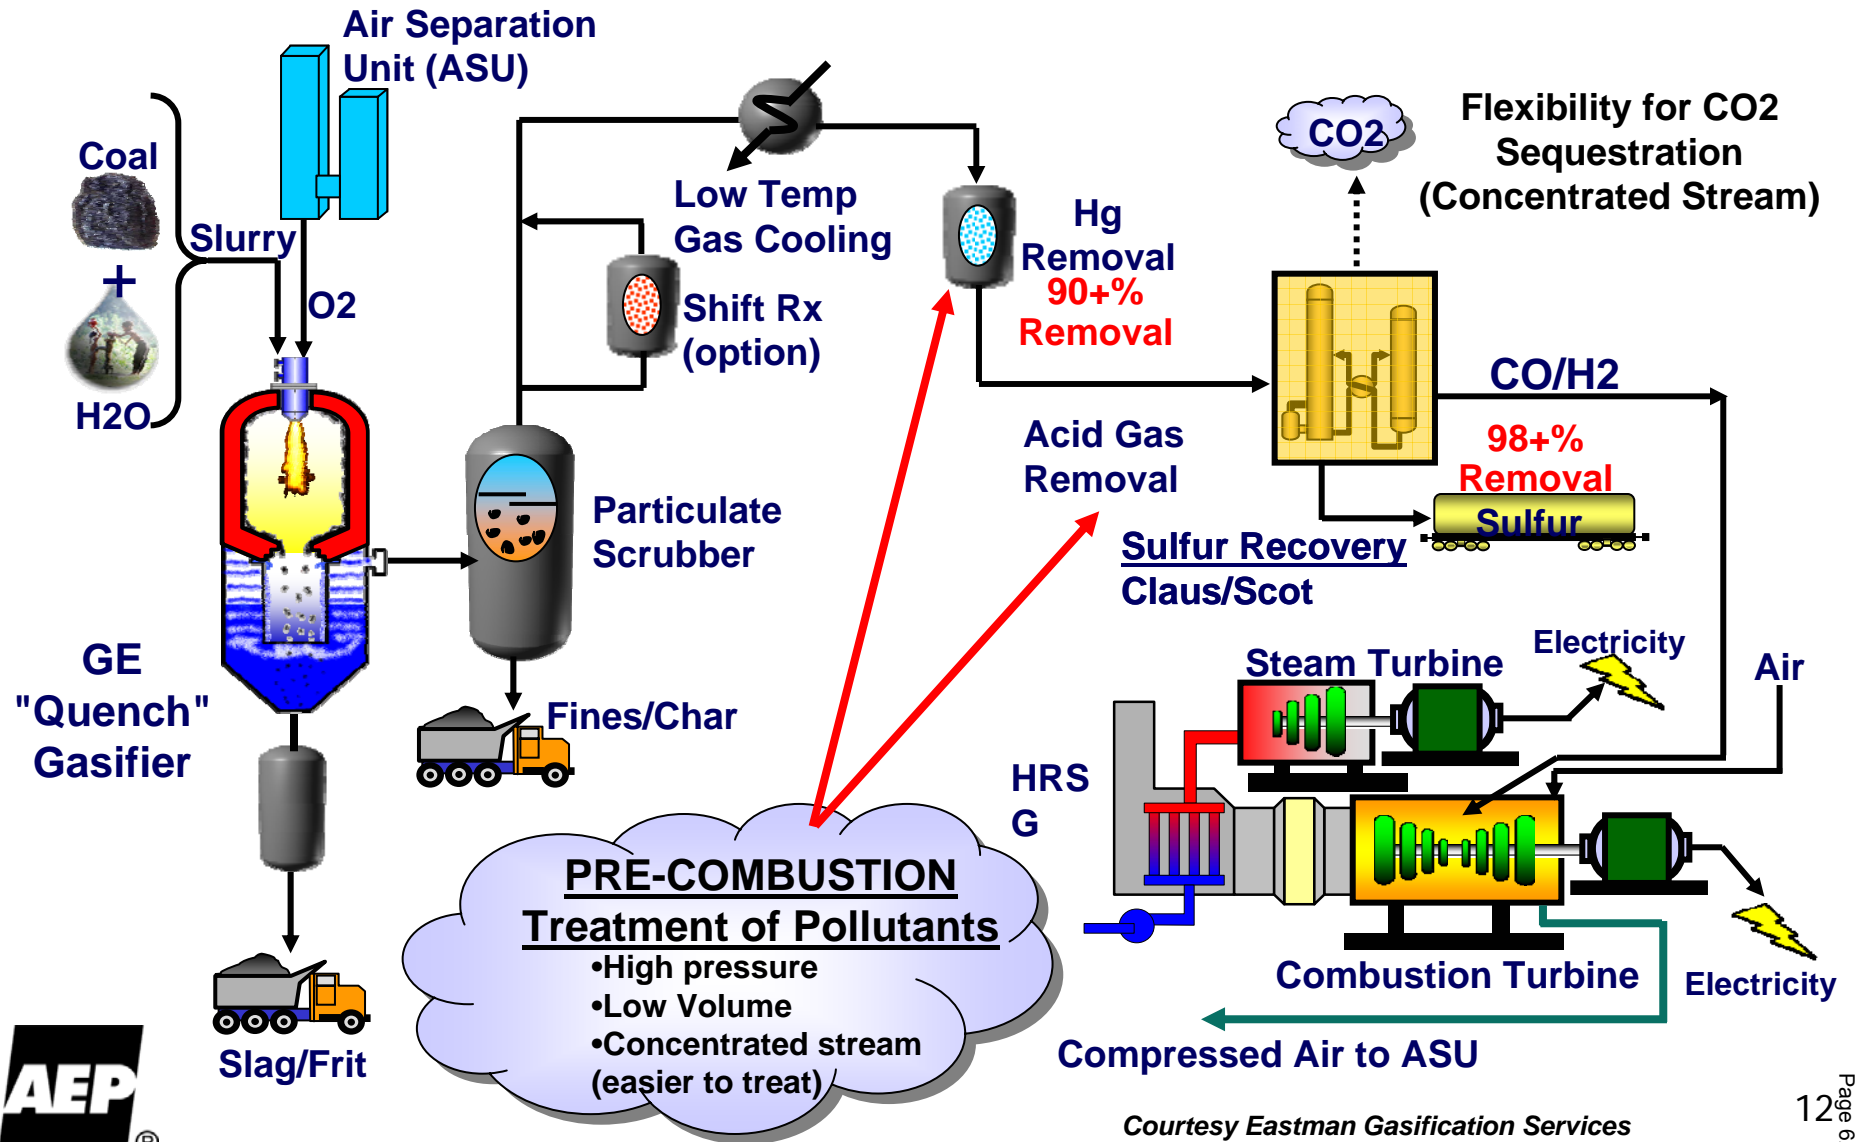 Air Separation
Unit (ASU)
Coal
+
H2O
Slurry
O2
GE
"Quench"
Gasifier
Slag/Frit
Particulate
Scrubber
Fines/Char
Low Temp
Gas Cooling
Shift Rx
(option)
Hg
Removal
90+%
Removal
CO2
Flexibility for CO2
Sequestration
(Concentrated Stream)
CO/H2
Acid Gas
Removal
98+%
Removal
Sulfur
Sulfur Recovery
Claus/Scot
Electricity
Steam Turbine
Air
HRS
G
Combustion Turbine
Electricity
Compressed Air to ASU
PRE-COMBUSTION
Treatment of Pollutants
•High pressure
•Low Volume
•Concentrated stream
(easier to treat)
AEP
®
Courtesy Eastman Gasification Services
12
Page 6